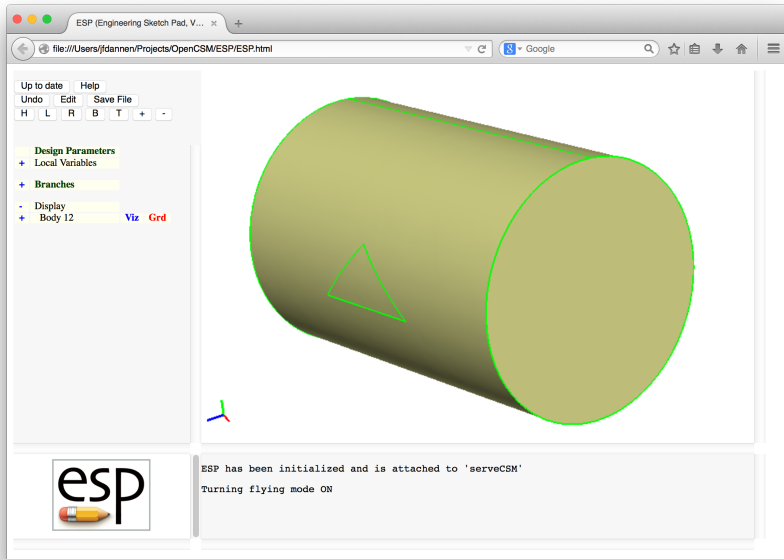 ESP (Engineering Sketch Pad, V... × +
file:///Users/jfdannen/Projects/OpenCSM/ESP/ESP.html
8 Google
Up to date Help
Undo Edit Save File
H L R B T + -
Design Parameters
+ Local Variables
+ Branches
- Display
+ Body 12 Viz Grd
esp
ESP has been initialized and is attached to 'serveCSM'
Turning flying mode ON